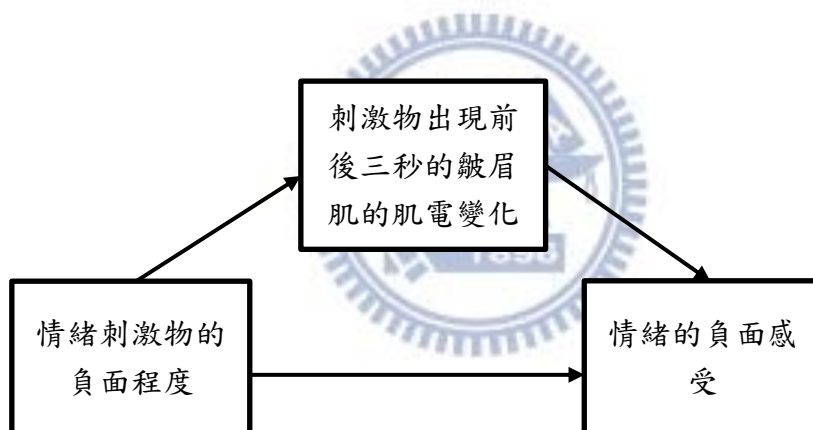 刺激物出現前
後三秒的皺眉
肌的肌電變化
情緒刺激物的
負面程度
情緒的負面感
受
1896